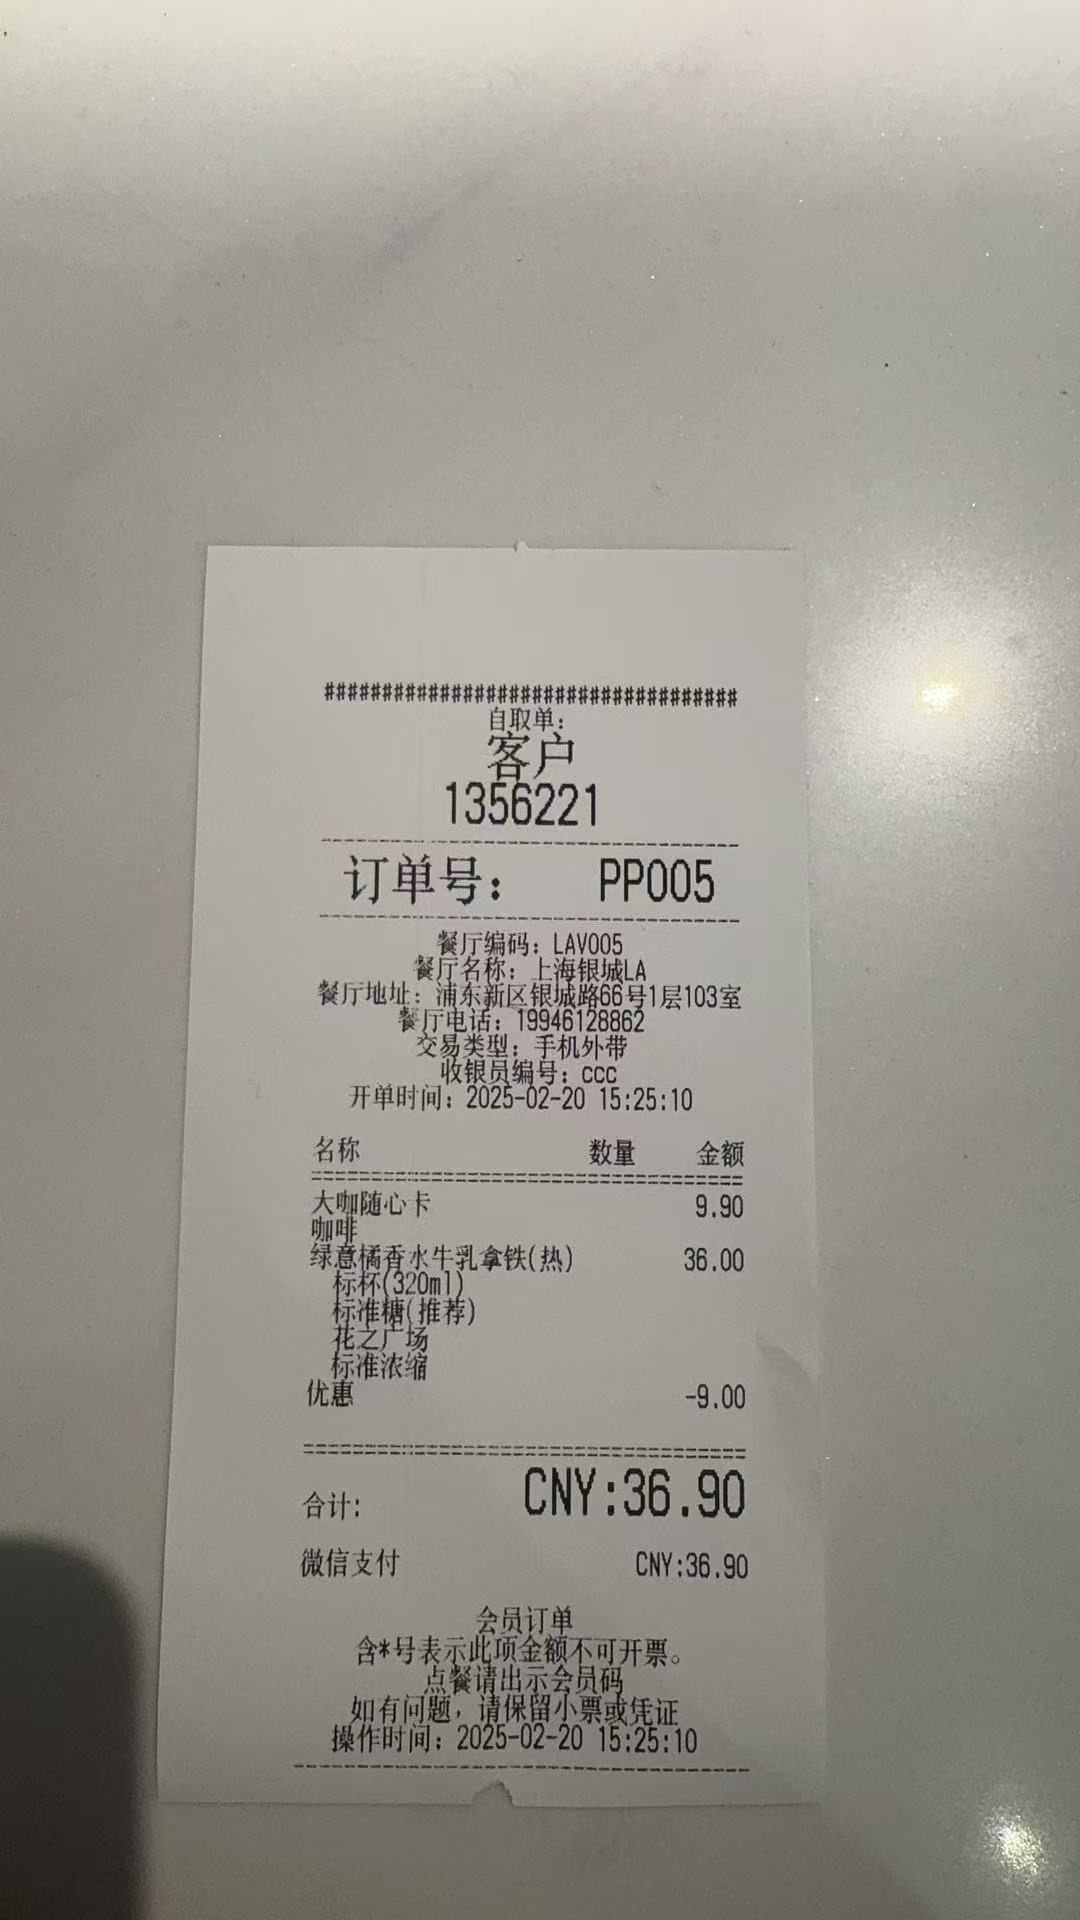 ###################################
自取单:
客户
1356221
订单号: PP005
餐厅编码: LAV005
餐厅名称: 上海银城LA
餐厅地址: 浦东新区银城路66号1层103室
餐厅电话: 19946128862
交易类型: 手机外带
收银员编号: ccc
开单时间: 2025-02-20 15:25:10
名称 数量 金额
大咖随心卡 9.90
咖啡
绿意橘香水牛乳拿铁(热) 36.00
标杯(320ml)
标准糖(推荐)
花之广场
标准浓缩
优惠 -9.00
合计: CNY:36.90
微信支付 CNY:36.90
会员订单
含*号表示此项金额不可开票。
点餐请出示会员码
如有问题, 请保留小票或凭证
操作时间: 2025-02-20 15:25:10